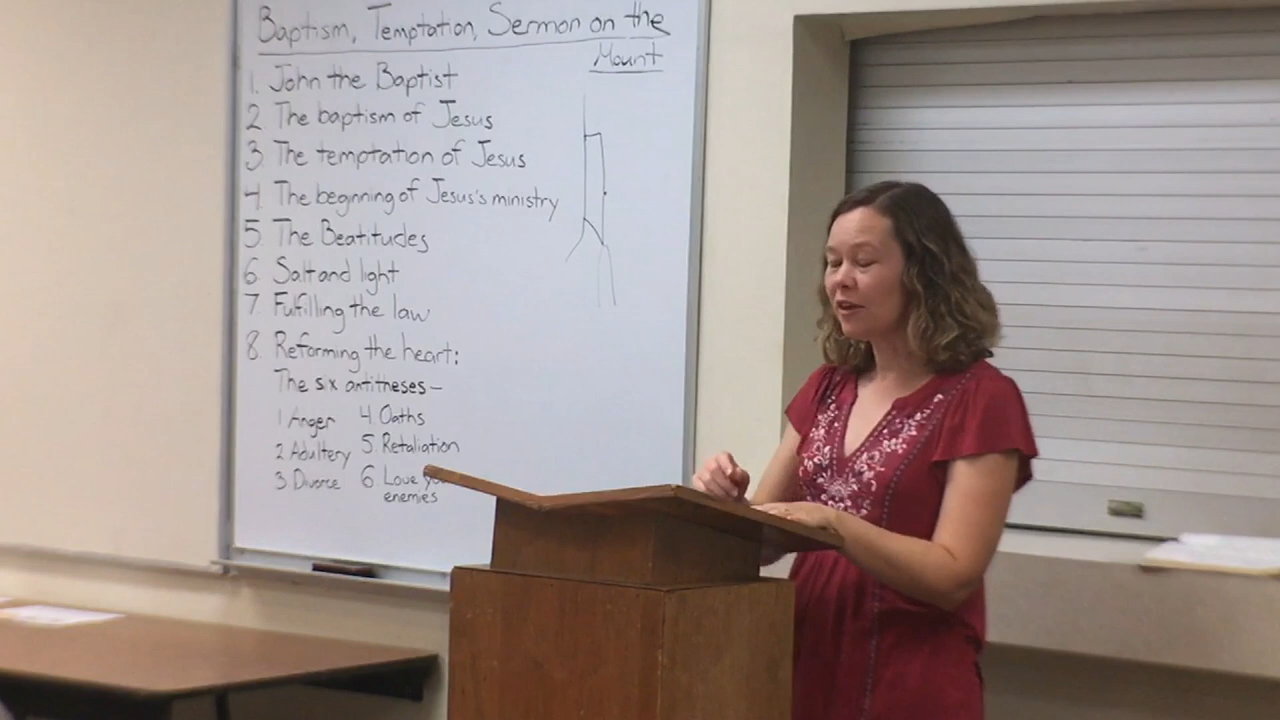 Baptism, Temptation, Sermon on the
Mount
1. John the Baptist
2 The baptism of Jesus
3 The temptation of Jesus
4. The beginning of Jesus's ministry
5. The Beatitudes
6 Salt and light
7 Fulfilling the law
8. Reforming the heart:
The six antitheses—
1 Anger 4. Oaths
2 Adultery 5. Retaliation
3. Divorce 6. Love
enemies